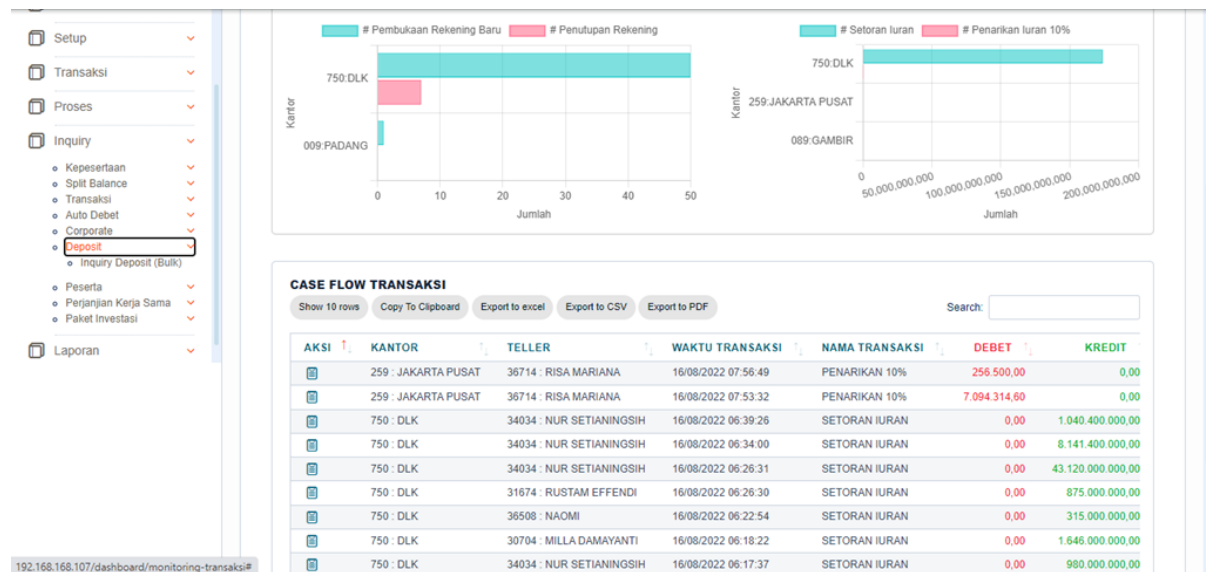 Setup
Transaksi
Proses
Inquiry
Kepesertaan
Split Balance
Transaksi
Auto Debet
Corporate
Deposit
Inquiry Deposit (Bulk)
Peserta
Perjanjian Kerja Sama
Paket Investasi
Laporan
# Pembukaan Rekening Baru # Penutupan Rekening
Kantor
750:DLK
009:PADANG
0 10 20 30 40 50
Jumlah
# Setoran Iuran # Penarikan Iuran 10%
Kantor
750:DLK
259:JAKARTA PUSAT
089:GAMBIR
0 50,000,000,000 100,000,000,000 150,000,000,000 200,000,000,000
Jumlah
CASE FLOW TRANSAKSI
Show 10 rows Copy To Clipboard Export to excel Export to CSV Export to PDF Search:
AKSI KANTOR TELLER WAKTU TRANSAKSI NAMA TRANSAKSI DEBET KREDIT
259 : JAKARTA PUSAT 36714 : RISA MARIANA 16/08/2022 07:56:49 PENARIKAN 10% 256.500,00 0,00
259 : JAKARTA PUSAT 36714 : RISA MARIANA 16/08/2022 07:53:32 PENARIKAN 10% 7.094.314,60 0,00
750 : DLK 34034 : NUR SETIANINGSIH 16/08/2022 06:39:26 SETORAN IURAN 0,00 1.040.400.000,00
750 : DLK 34034 : NUR SETIANINGSIH 16/08/2022 06:34:00 SETORAN IURAN 0,00 8.141.400.000,00
750 : DLK 34034 : NUR SETIANINGSIH 16/08/2022 06:26:31 SETORAN IURAN 0,00 43.120.000.000,00
750 : DLK 31674 : RUSTAM EFFENDI 16/08/2022 06:26:30 SETORAN IURAN 0,00 875.000.000,00
750 : DLK 36508 : NAOMI 16/08/2022 06:22:54 SETORAN IURAN 0,00 315.000.000,00
750 : DLK 30704 : MILLA DAMAYANTI 16/08/2022 06:18:22 SETORAN IURAN 0,00 1.646.000.000,00
750 : DLK 34034 : NUR SETIANINGSIH 16/08/2022 06:17:37 SETORAN IURAN 0,00 980.000.000,00
192.168.168.107/dashboard/monitoring-transaksi#